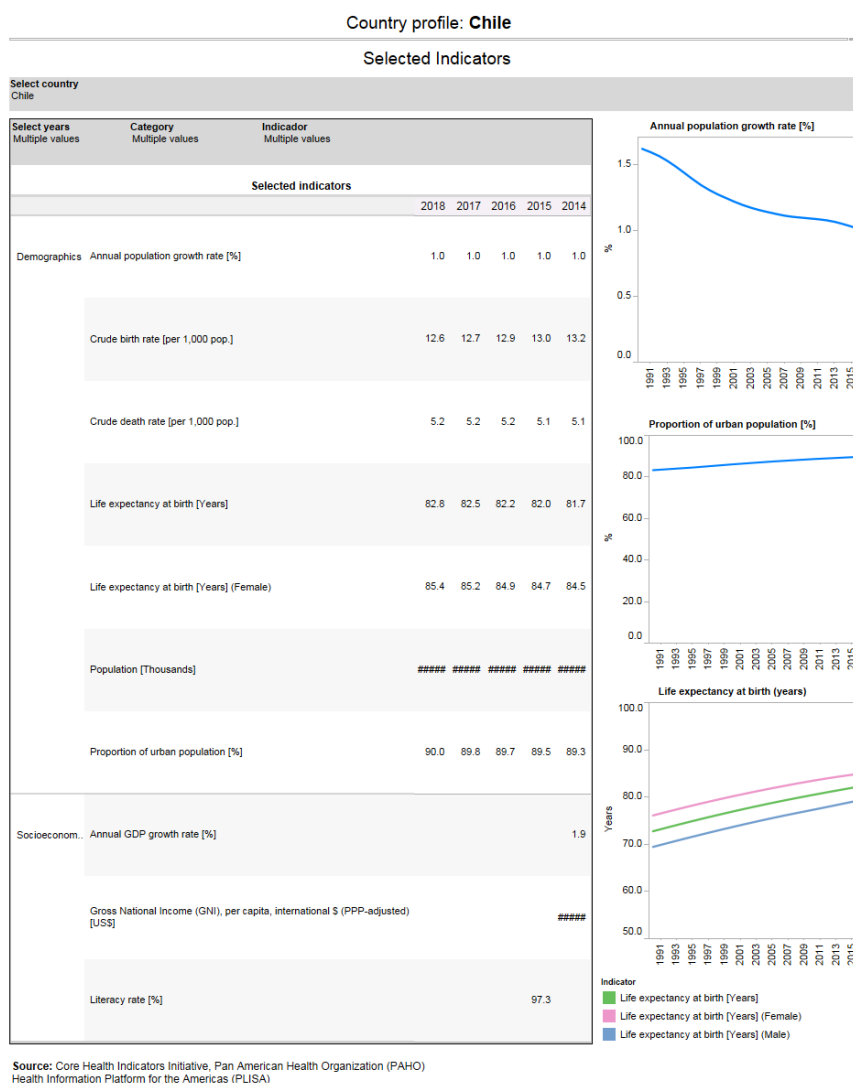 Country profile: Chile
Selected Indicators
Select country
Chile
Select years Category Indicador
Multiple values Multiple values Multiple values
Selected indicators
2018 2017 2016 2015 2014
Demographics Annual population growth rate [%] 1.0 1.0 1.0 1.0 1.0
Crude birth rate [per 1,000 pop.] 12.6 12.7 12.9 13.0 13.2
Crude death rate [per 1,000 pop.] 5.2 5.2 5.2 5.1 5.1
Life expectancy at birth [Years] 82.8 82.5 82.2 82.0 81.7
Life expectancy at birth [Years] (Female) 85.4 85.2 84.9 84.7 84.5
Population [Thousands] ##### ##### ##### ##### #####
Proportion of urban population [%] 90.0 89.8 89.7 89.5 89.3
Socioeconom.. Annual GDP growth rate [%] 1.9
Gross National Income (GNI), per capita, international $ (PPP-adjusted)
[US$] #####
Literacy rate [%] 97.3
Annual population growth rate [%]
1.5
1.0
%
0.5
0.0
1991 1993 1995 1997 1999 2001 2003 2005 2007 2009 2011 2013 2015
Proportion of urban population [%]
100.0
80.0
60.0
%
40.0
20.0
0.0
1991 1993 1995 1997 1999 2001 2003 2005 2007 2009 2011 2013 2015
Life expectancy at birth (years)
100.0
90.0
80.0
Years
70.0
60.0
50.0
1991 1993 1995 1997 1999 2001 2003 2005 2007 2009 2011 2013 2015
Indicator
Life expectancy at birth [Years]
Life expectancy at birth [Years] (Female)
Life expectancy at birth [Years] (Male)
Source: Core Health Indicators Initiative, Pan American Health Organization (PAHO)
Health Information Platform for the Americas (PLISA)